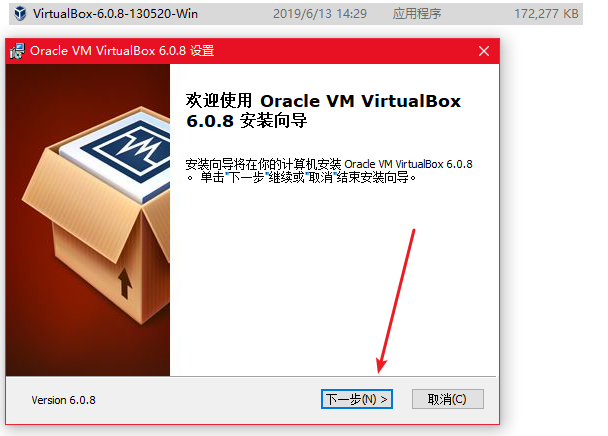 VirtualBox-6.0.8-130520-Win 2019/6/13 14:29 应用程序 172,277 KB
Oracle VM VirtualBox 6.0.8 设置
欢迎使用 Oracle VM VirtualBox
6.0.8 安装向导
安装向导将在你的计算机安装 Oracle VM VirtualBox 6.0.8
。 单击"下一步"继续或"取消"结束安装向导。
Version 6.0.8
下一步(N) > 取消(C)